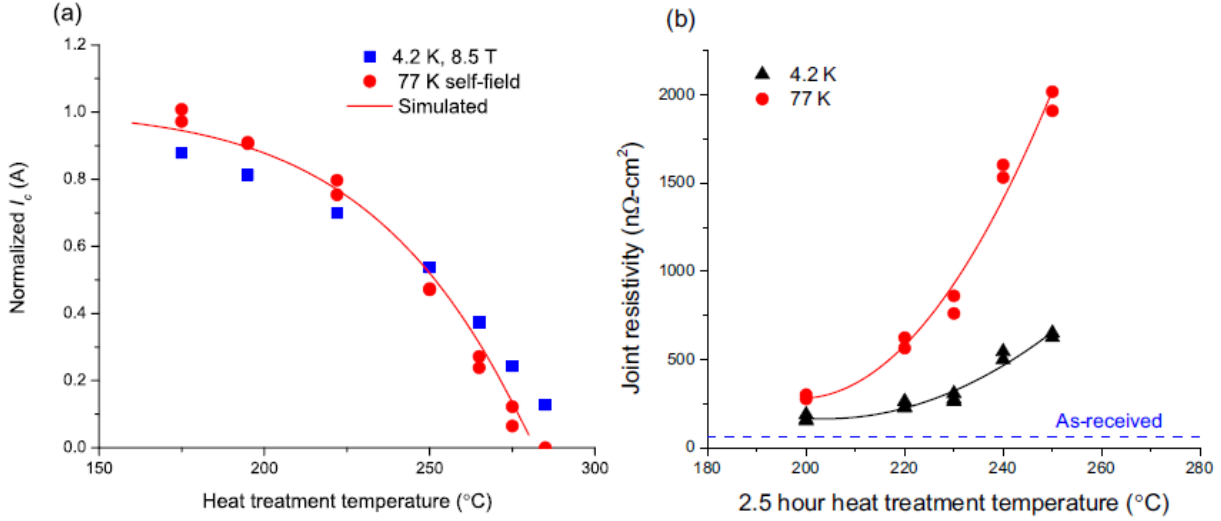 (a)
1.2
1.0
0.8
0.6
0.4
0.2
0.0
150
200
250
300
Normalized I_c (A)
Heat treatment temperature (°C)
4.2 K, 8.5 T
77 K self-field
Simulated
(b)
2000
1500
1000
500
0
180
200
220
240
260
280
Joint resistivity (nΩ-cm²)
2.5 hour heat treatment temperature (°C)
4.2 K
77 K
As-received